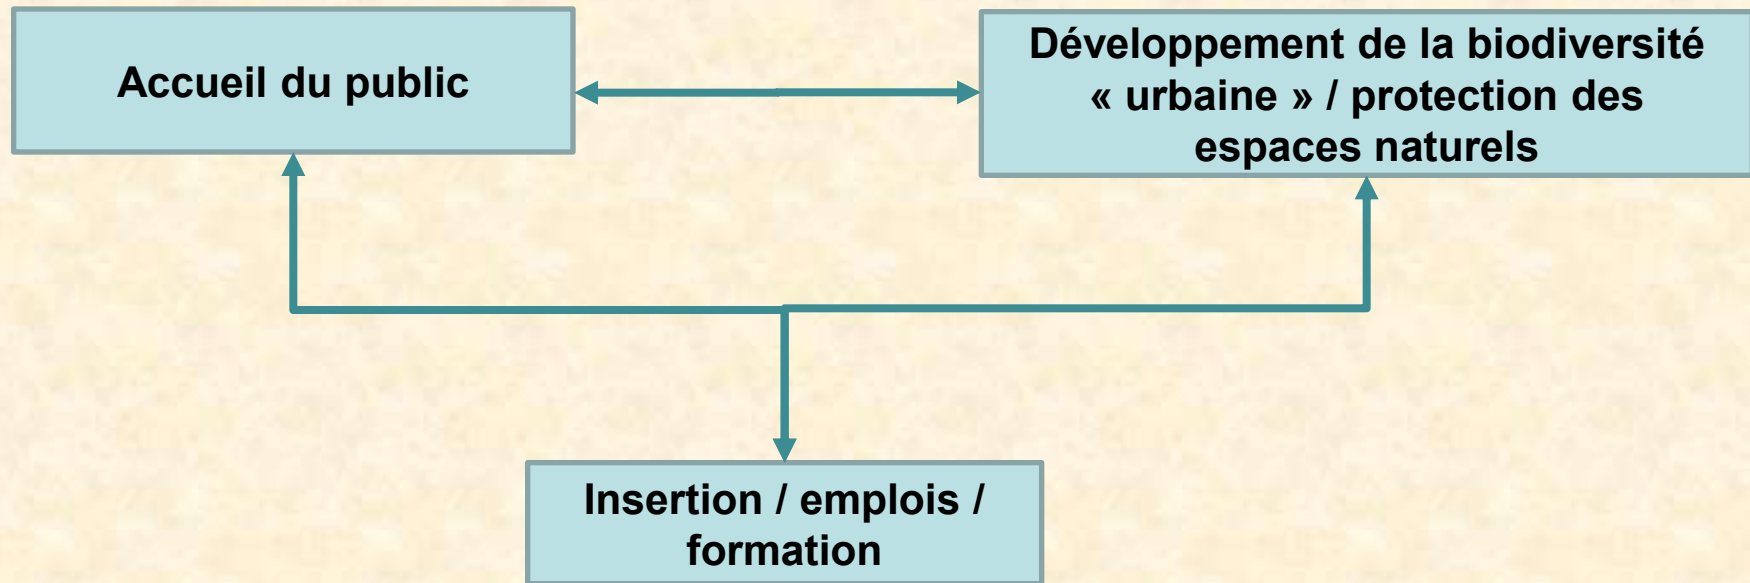 Accueil du public
Développement de la biodiversité
« urbaine » / protection des
espaces naturels
Insertion / emplois /
formation